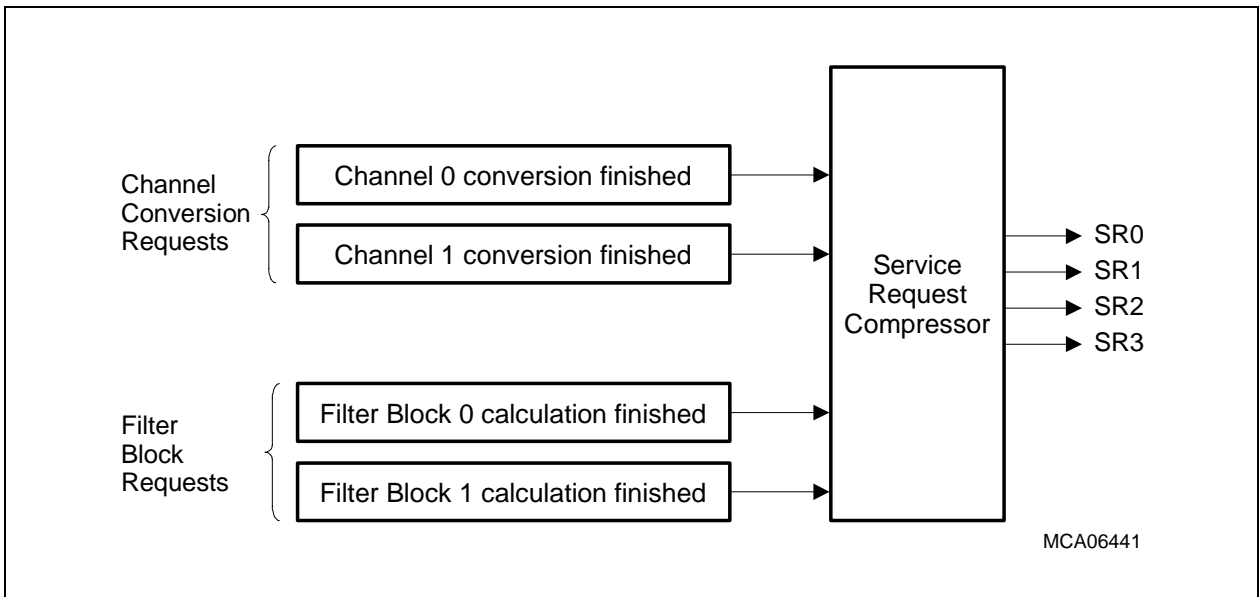 Channel
Conversion
Requests
Channel 0 conversion finished
Channel 1 conversion finished
Filter
Block
Requests
Filter Block 0 calculation finished
Filter Block 1 calculation finished
Service
Request
Compressor
SR0
SR1
SR2
SR3
MCA06441